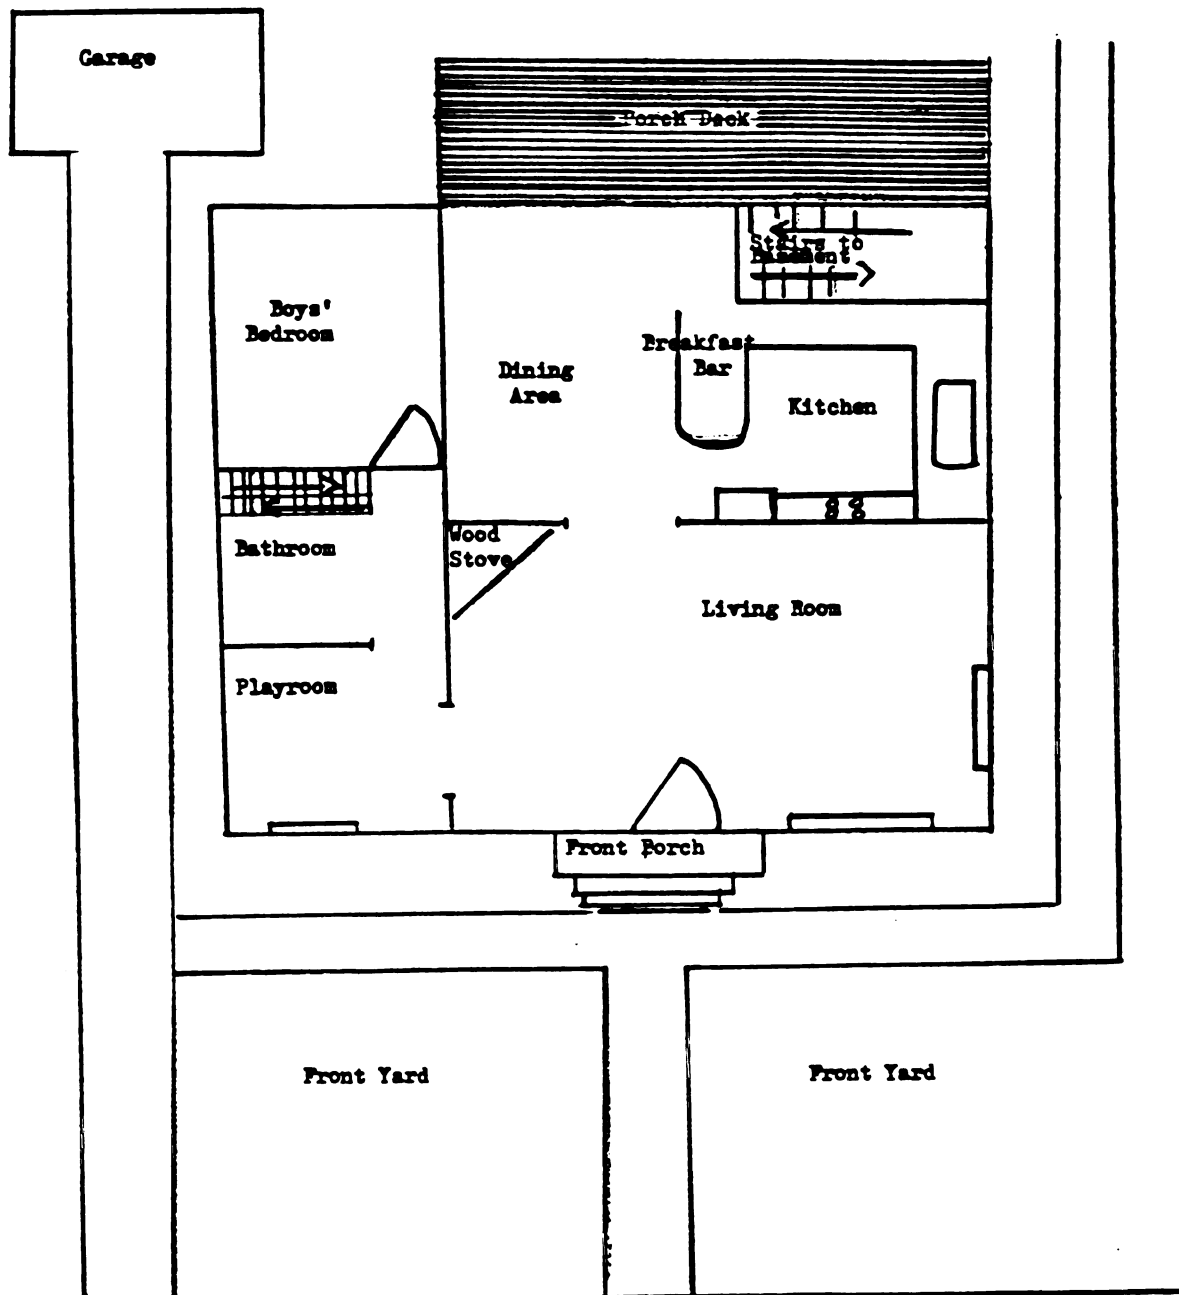 Garage
Porch Deck
Stairs to
Basement
Boys'
Bedroom
Breakfast
Bar
Dining
Area
Kitchen
Wood
Stove
Bathroom
Living Room
Playroom
Front Porch
Front Yard
Front Yard